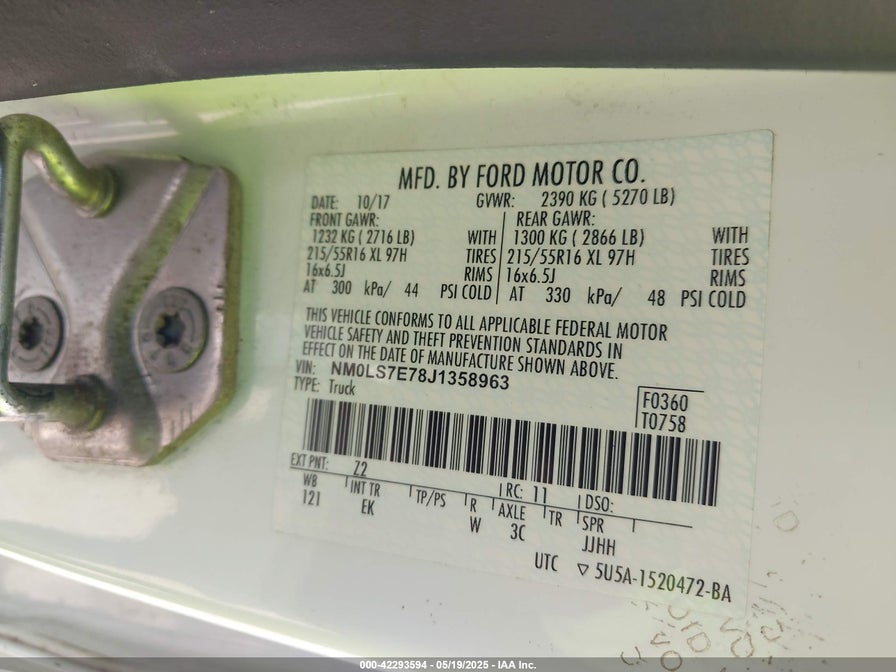 MFD. BY FORD MOTOR CO.
DATE: 10/17 GVWR: 2390 KG ( 5270 LB)
FRONT GAWR: REAR GAWR:
1232 KG ( 2716 LB) WITH 1300 KG ( 2866 LB) WITH
215/55R16 XL 97H TIRES 215/55R16 XL 97H TIRES
16x6.5J RIMS 16x6.5J RIMS
AT 300 kPa/ 44 PSI COLD AT 330 kPa/ 48 PSI COLD
THIS VEHICLE CONFORMS TO ALL APPLICABLE FEDERAL MOTOR
VEHICLE SAFETY AND THEFT PREVENTION STANDARDS IN
EFFECT ON THE DATE OF MANUFACTURE SHOWN ABOVE.
VIN: NM0LS7E78J1358963
TYPE: Truck
F0360
T0758
EXT PNT: Z2 RC: 11 DSO:
WB INT TR TP/PS R AXLE TR SPR
121 EK W 3C JJHH
UTC ▽ 5U5A-1520472-BA
000-42293594 - 05/19/2025 - IAA Inc.